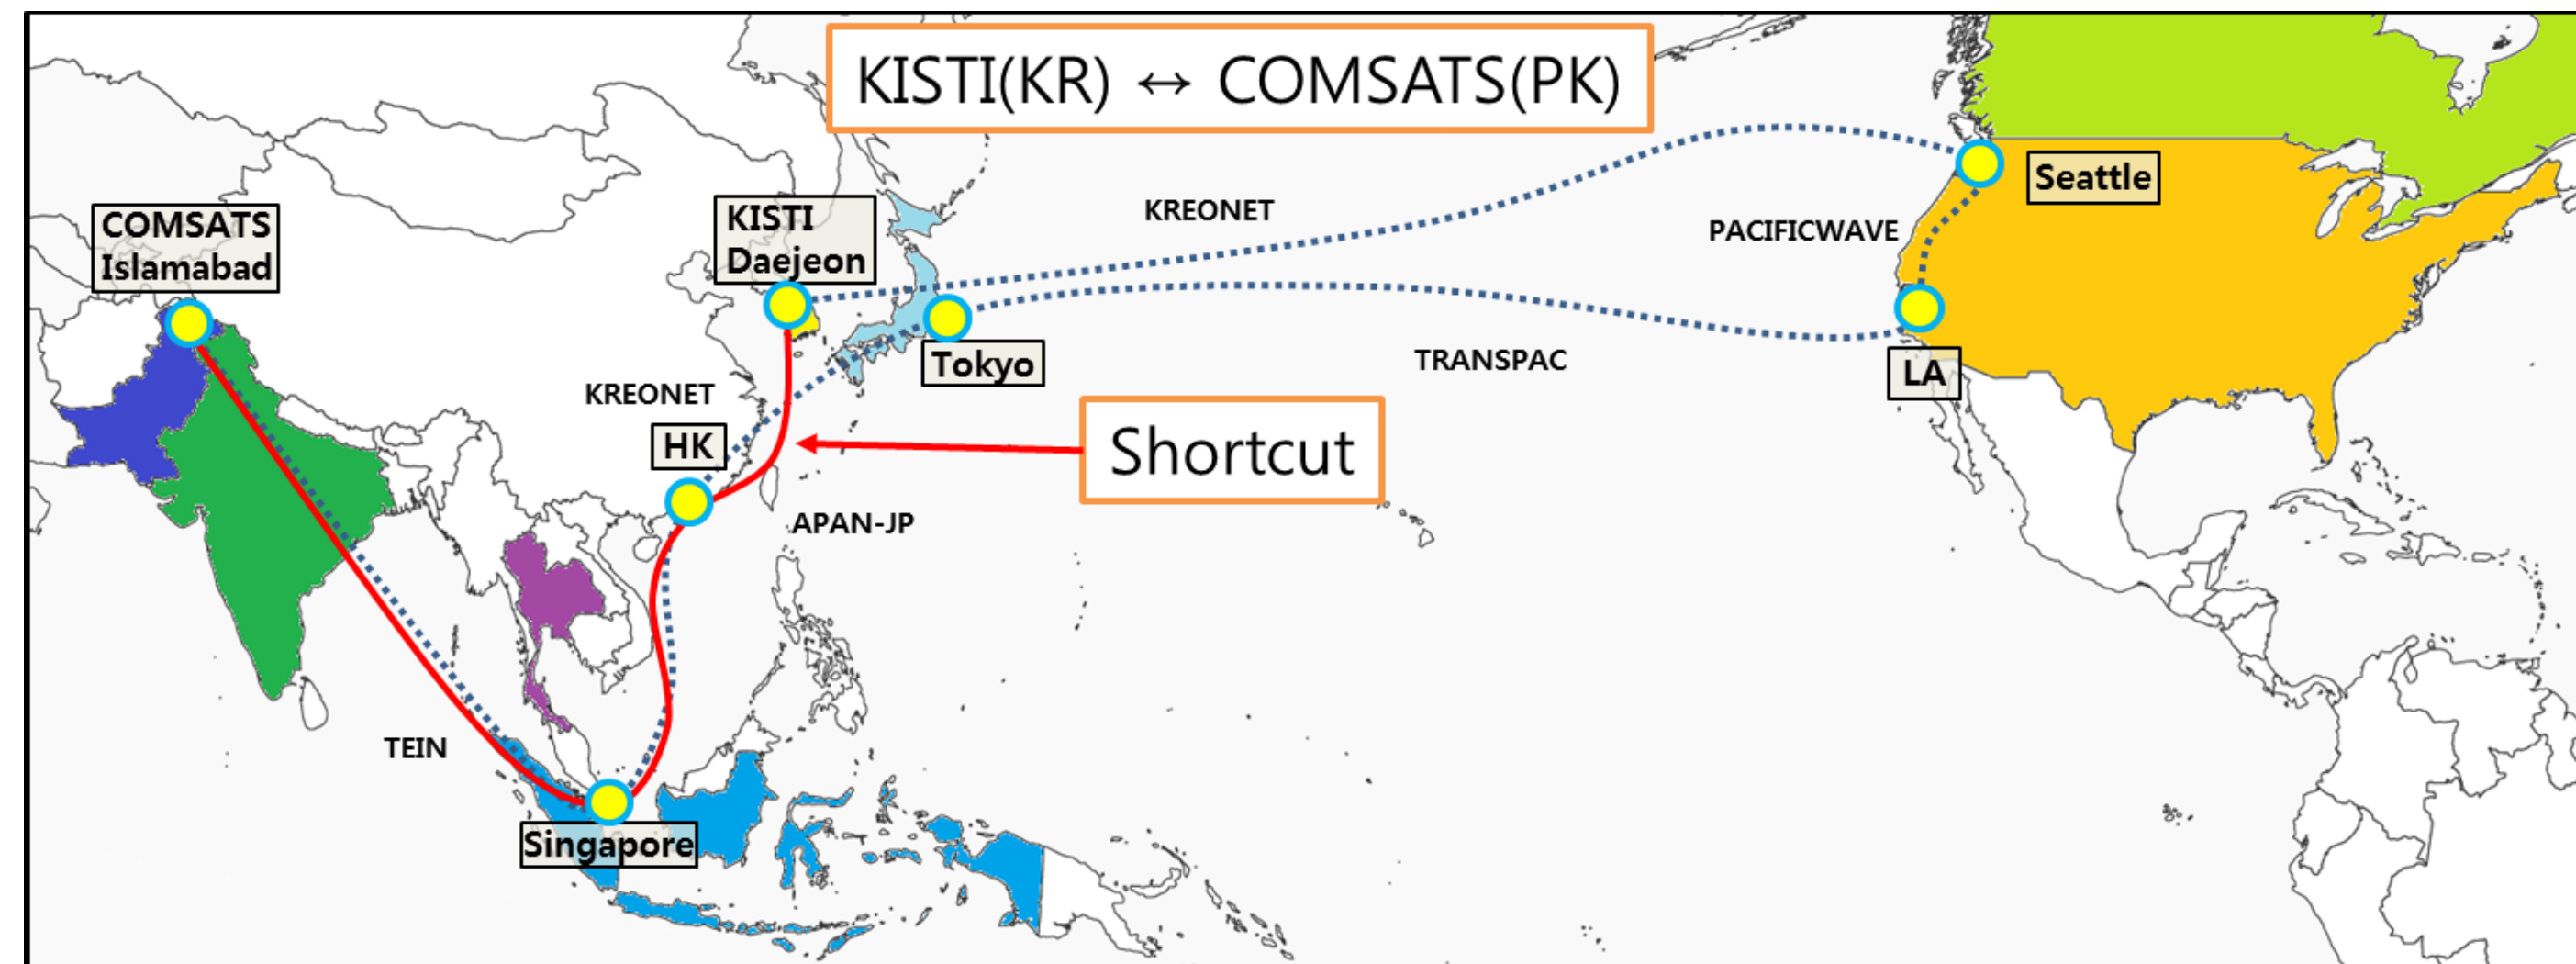 KISTI(KR) ↔ COMSATS(PK)
Seattle
KREONET
PACIFICWAVE
COMSATS
Islamabad
KISTI
Daejeon
Tokyo
TRANSPAC
LA
KREONET
HK
Shortcut
APAN-JP
TEIN
Singapore